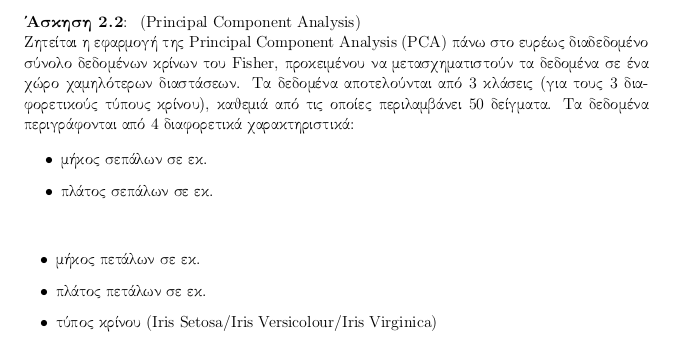 Άσκηση 2.2: (Principal Component Analysis)
Ζητείται η εφαρμογή της Principal Component Analysis (PCA) πάνω στο ευρέως διαδεδομένο
σύνολο δεδομένων κρίνων του Fisher, προκειμένου να μετασχηματιστούν τα δεδομένα σε ένα
χώρο χαμηλότερων διαστάσεων. Τα δεδομένα αποτελούνται από 3 κλάσεις (για τους 3 δια-
φορετικούς τύπους κρίνου), καθεμιά από τις οποίες περιλαμβάνει 50 δείγματα. Τα δεδομένα
περιγράφονται από 4 διαφορετικά χαρακτηριστικά:
• μήκος σεπάλων σε εκ.
• πλάτος σεπάλων σε εκ.
• μήκος πετάλων σε εκ.
• πλάτος πετάλων σε εκ.
• τύπος κρίνου (Iris Setosa/Iris Versicolour/Iris Virginica)